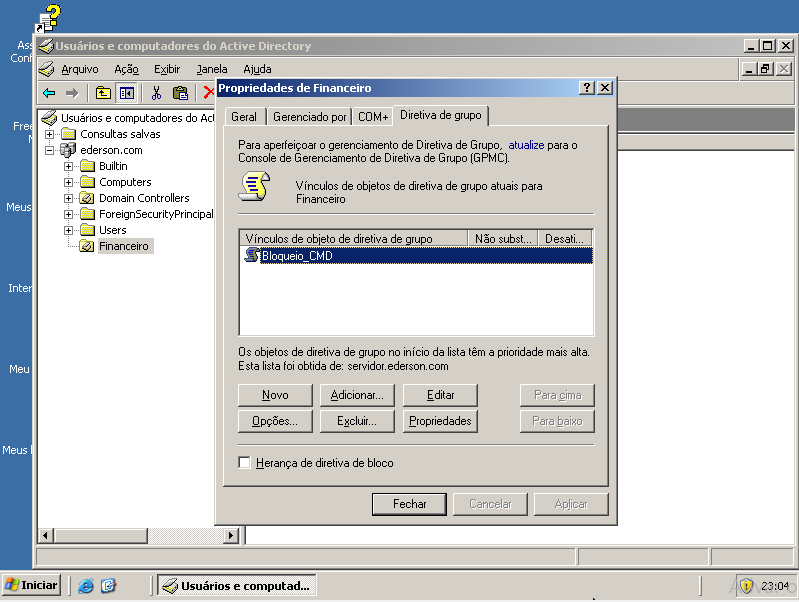 Usuários e computadores do Active Directory
Arquivo Ação Exibir Janela Ajuda
Propriedades de Financeiro
Geral Gerenciado por COM+ Diretiva de grupo
Para aperfeiçoar o gerenciamento de Diretiva de Grupo, atualize para o
Console de Gerenciamento de Diretiva de Grupo (GPMC).
Vínculos de objetos de diretiva de grupo atuais para
Financeiro
Vínculos de objeto de diretiva de grupo Não subst... Desati...
Bloqueio_CMD
Os objetos de diretiva de grupo no início da lista têm a prioridade mais alta.
Esta lista foi obtida de: servidor.ederson.com
Novo Adicionar... Editar Para cima
Opções... Excluir... Propriedades Para baixo
Herança de diretiva de bloco
Fechar Cancelar Aplicar
Usuários e computadores do Act
Consultas salvas
ederson.com
Builtin
Computers
Domain Controllers
ForeignSecurityPrincipal
Users
Financeiro
Meus
Meu
Meus
Iniciar Usuários e computad... 23:04